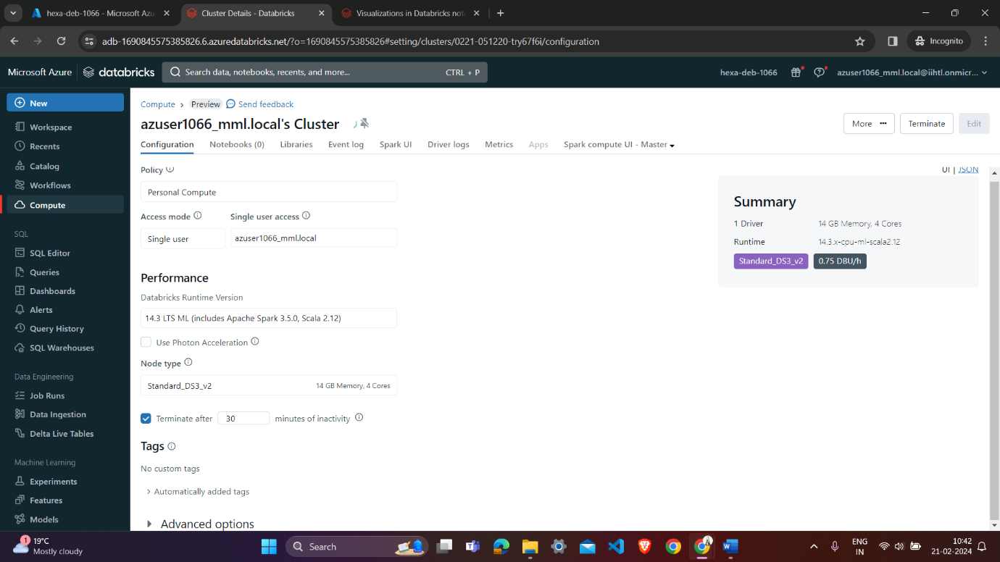 hexa-deb-1066 - Microsoft Azu
Cluster Details - Databricks
Visualizations in Databricks not
adb-1690845575385826.6.azuredatabricks.net/?o=1690845575385826#setting/clusters/0221-051220-try67f6i/configuration
Incognito
Microsoft Azure
databricks
Search data, notebooks, recents, and more...
CTRL + P
hexa-deb-1066
azuser1066_mml.local@iihtl.onmicr...
New
Workspace
Recents
Catalog
Workflows
Compute
SQL
SQL Editor
Queries
Dashboards
Alerts
Query History
SQL Warehouses
Data Engineering
Job Runs
Data Ingestion
Delta Live Tables
Machine Learning
Experiments
Features
Models
Compute > Preview Send feedback
azuser1066_mml.local's Cluster
More ···
Terminate
Edit
Configuration Notebooks (0) Libraries Event log Spark UI Driver logs Metrics Apps Spark compute UI - Master
Policy
UI | JSON
Personal Compute
Access mode Single user access
Single user azuser1066_mml.local
Performance
Databricks Runtime Version
14.3 LTS ML (includes Apache Spark 3.5.0, Scala 2.12)
Use Photon Acceleration
Node type
Standard_DS3_v2 14 GB Memory, 4 Cores
Terminate after 30 minutes of inactivity
Tags
No custom tags
Automatically added tags
Advanced options
Summary
1 Driver 14 GB Memory, 4 Cores
Runtime 14.3.x-cpu-ml-scala2.12
Standard_DS3_v2 0.75 DBU/h
1
19°C
Mostly cloudy
Search
ENG
IN
10:42
21-02-2024